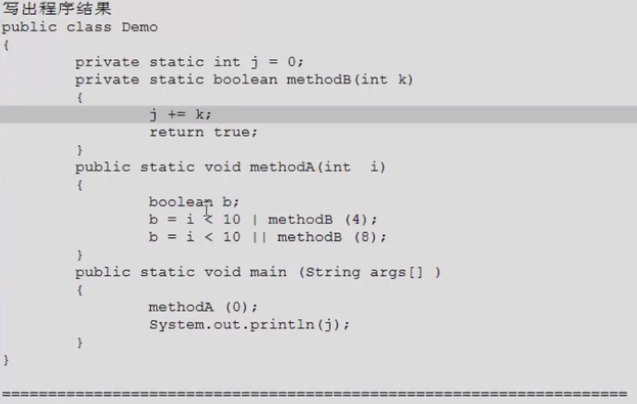 写出程序结果
public class Demo
{
private static int j = 0;
private static boolean methodB(int k)
{
j += k;
return true;
}
public static void methodA(int  i)
{
boolean b;
b = i < 10 | methodB (4);
b = i < 10 || methodB (8);
}
public static void main (String args[] )
{
methodA (0);
System.out.println(j);
}
}
====================================================================